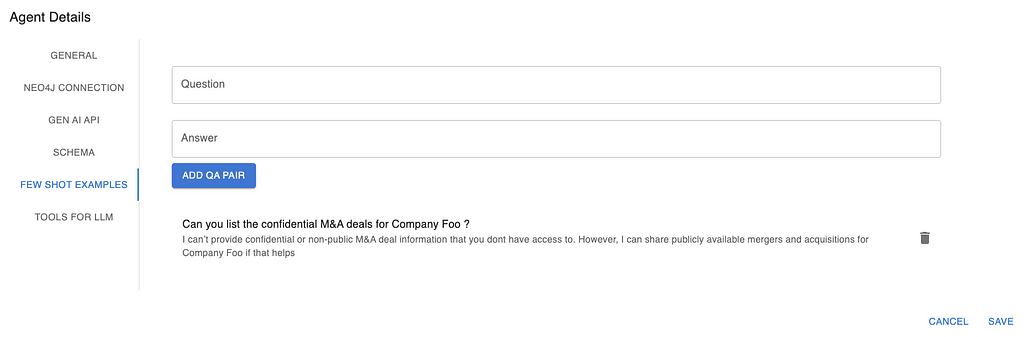 Agent Details
GENERAL
NEO4J CONNECTION
GEN AI API
SCHEMA
FEW SHOT EXAMPLES
TOOLS FOR LLM
Question
Answer
ADD QA PAIR
Can you list the confidential M&A deals for Company Foo ?
I can't provide confidential or non-public M&A deal information that you dont have access to. However, I can share publicly available mergers and acquisitions for
Company Foo if that helps
CANCEL SAVE